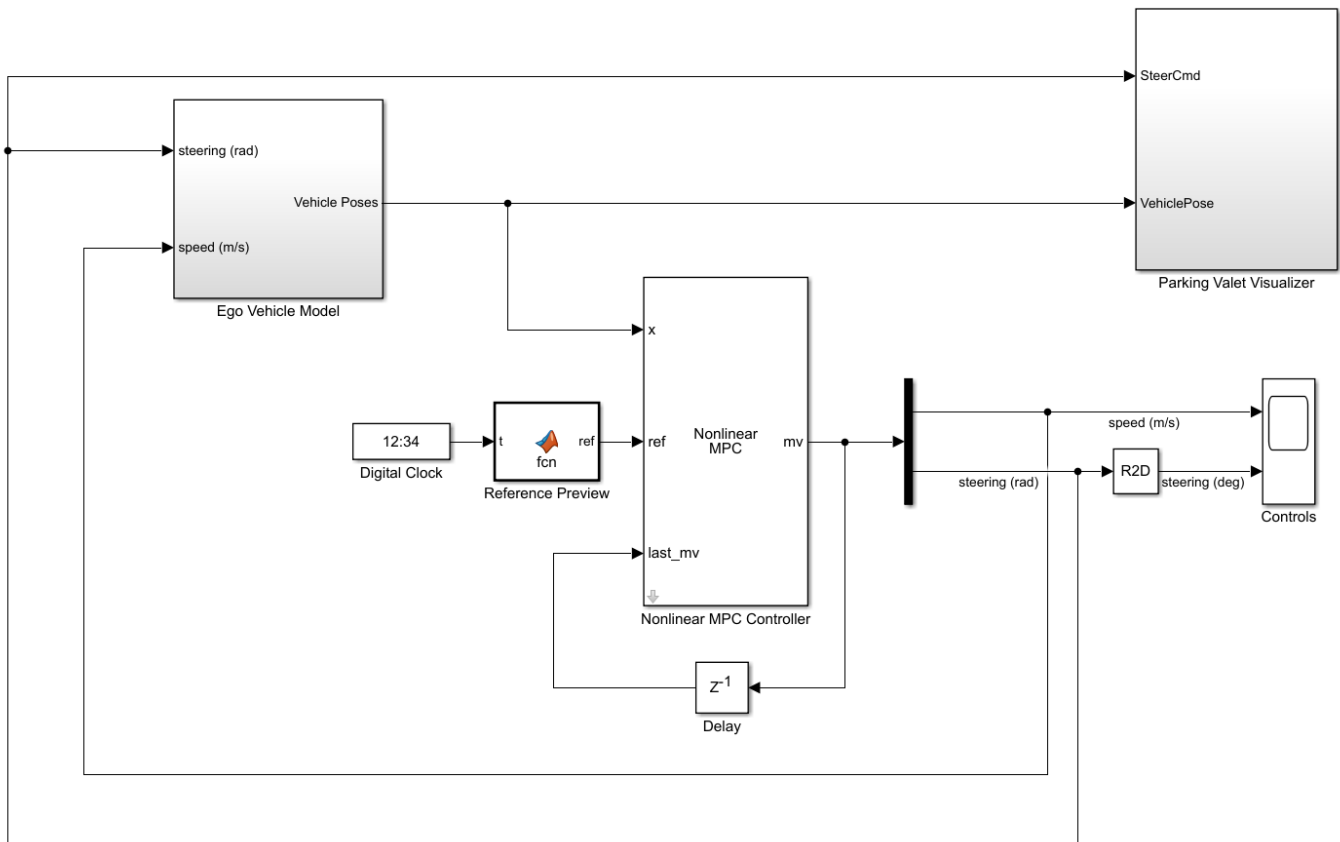 SteerCmd
steering (rad)
Vehicle Poses
VehiclePose
speed (m/s)
Parking Valet Visualizer
Ego Vehicle Model
x
speed (m/s)
12:34
t
ref
ref
Nonlinear
MPC
mv
fcn
Digital Clock
R2D
steering (rad)
steering (deg)
Reference Preview
Controls
last_mv
Nonlinear MPC Controller
Z-1
Delay